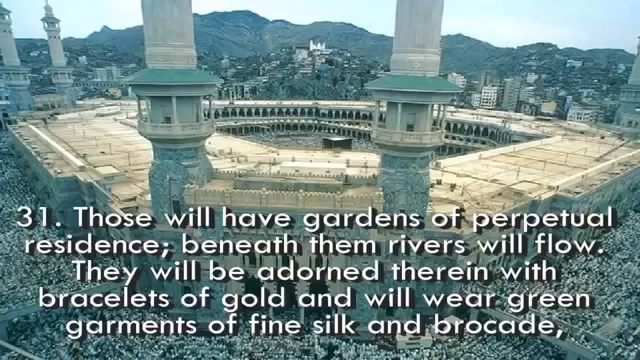 31. Those will have gardens of perpetual
residence; beneath them rivers will flow.
They will be adorned therein with
bracelets of gold and will wear green
garments of fine silk and brocade,